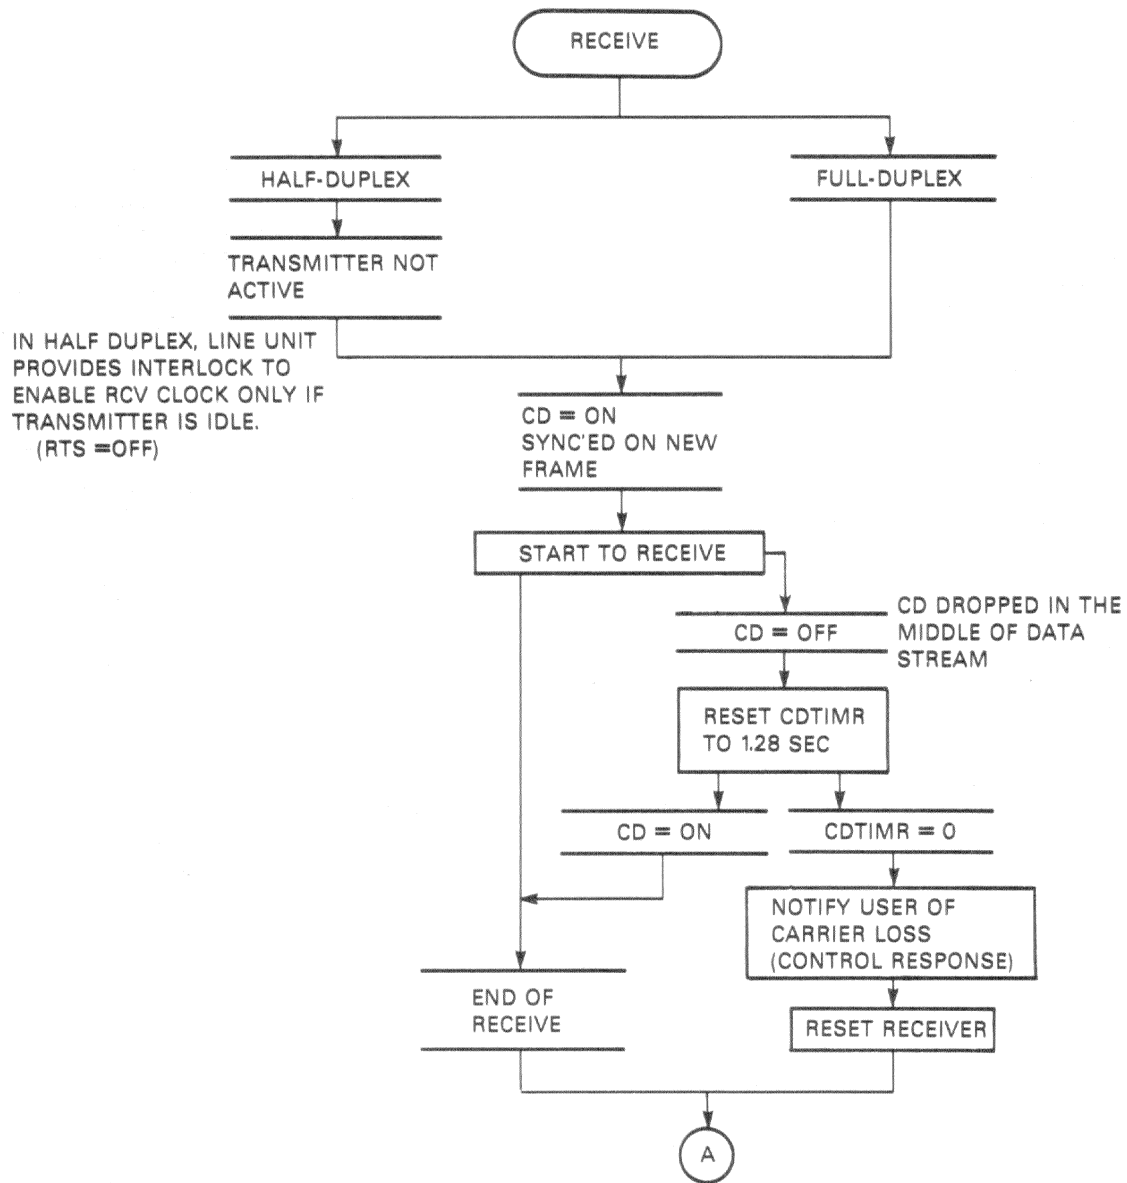 RECEIVE
HALF-DUPLEX
FULL-DUPLEX
TRANSMITTER NOT
ACTIVE
IN HALF DUPLEX, LINE UNIT
PROVIDES INTERLOCK TO
ENABLE RCV CLOCK ONLY IF
TRANSMITTER IS IDLE.
(RTS =OFF)
CD = ON
SYNC'ED ON NEW
FRAME
START TO RECEIVE
CD = OFF
CD DROPPED IN THE
MIDDLE OF DATA
STREAM
RESET CDTIMR
TO 1.28 SEC
CD = ON
CDTIMR = 0
NOTIFY USER OF
CARRIER LOSS
(CONTROL RESPONSE)
END OF
RECEIVE
RESET RECEIVER
A